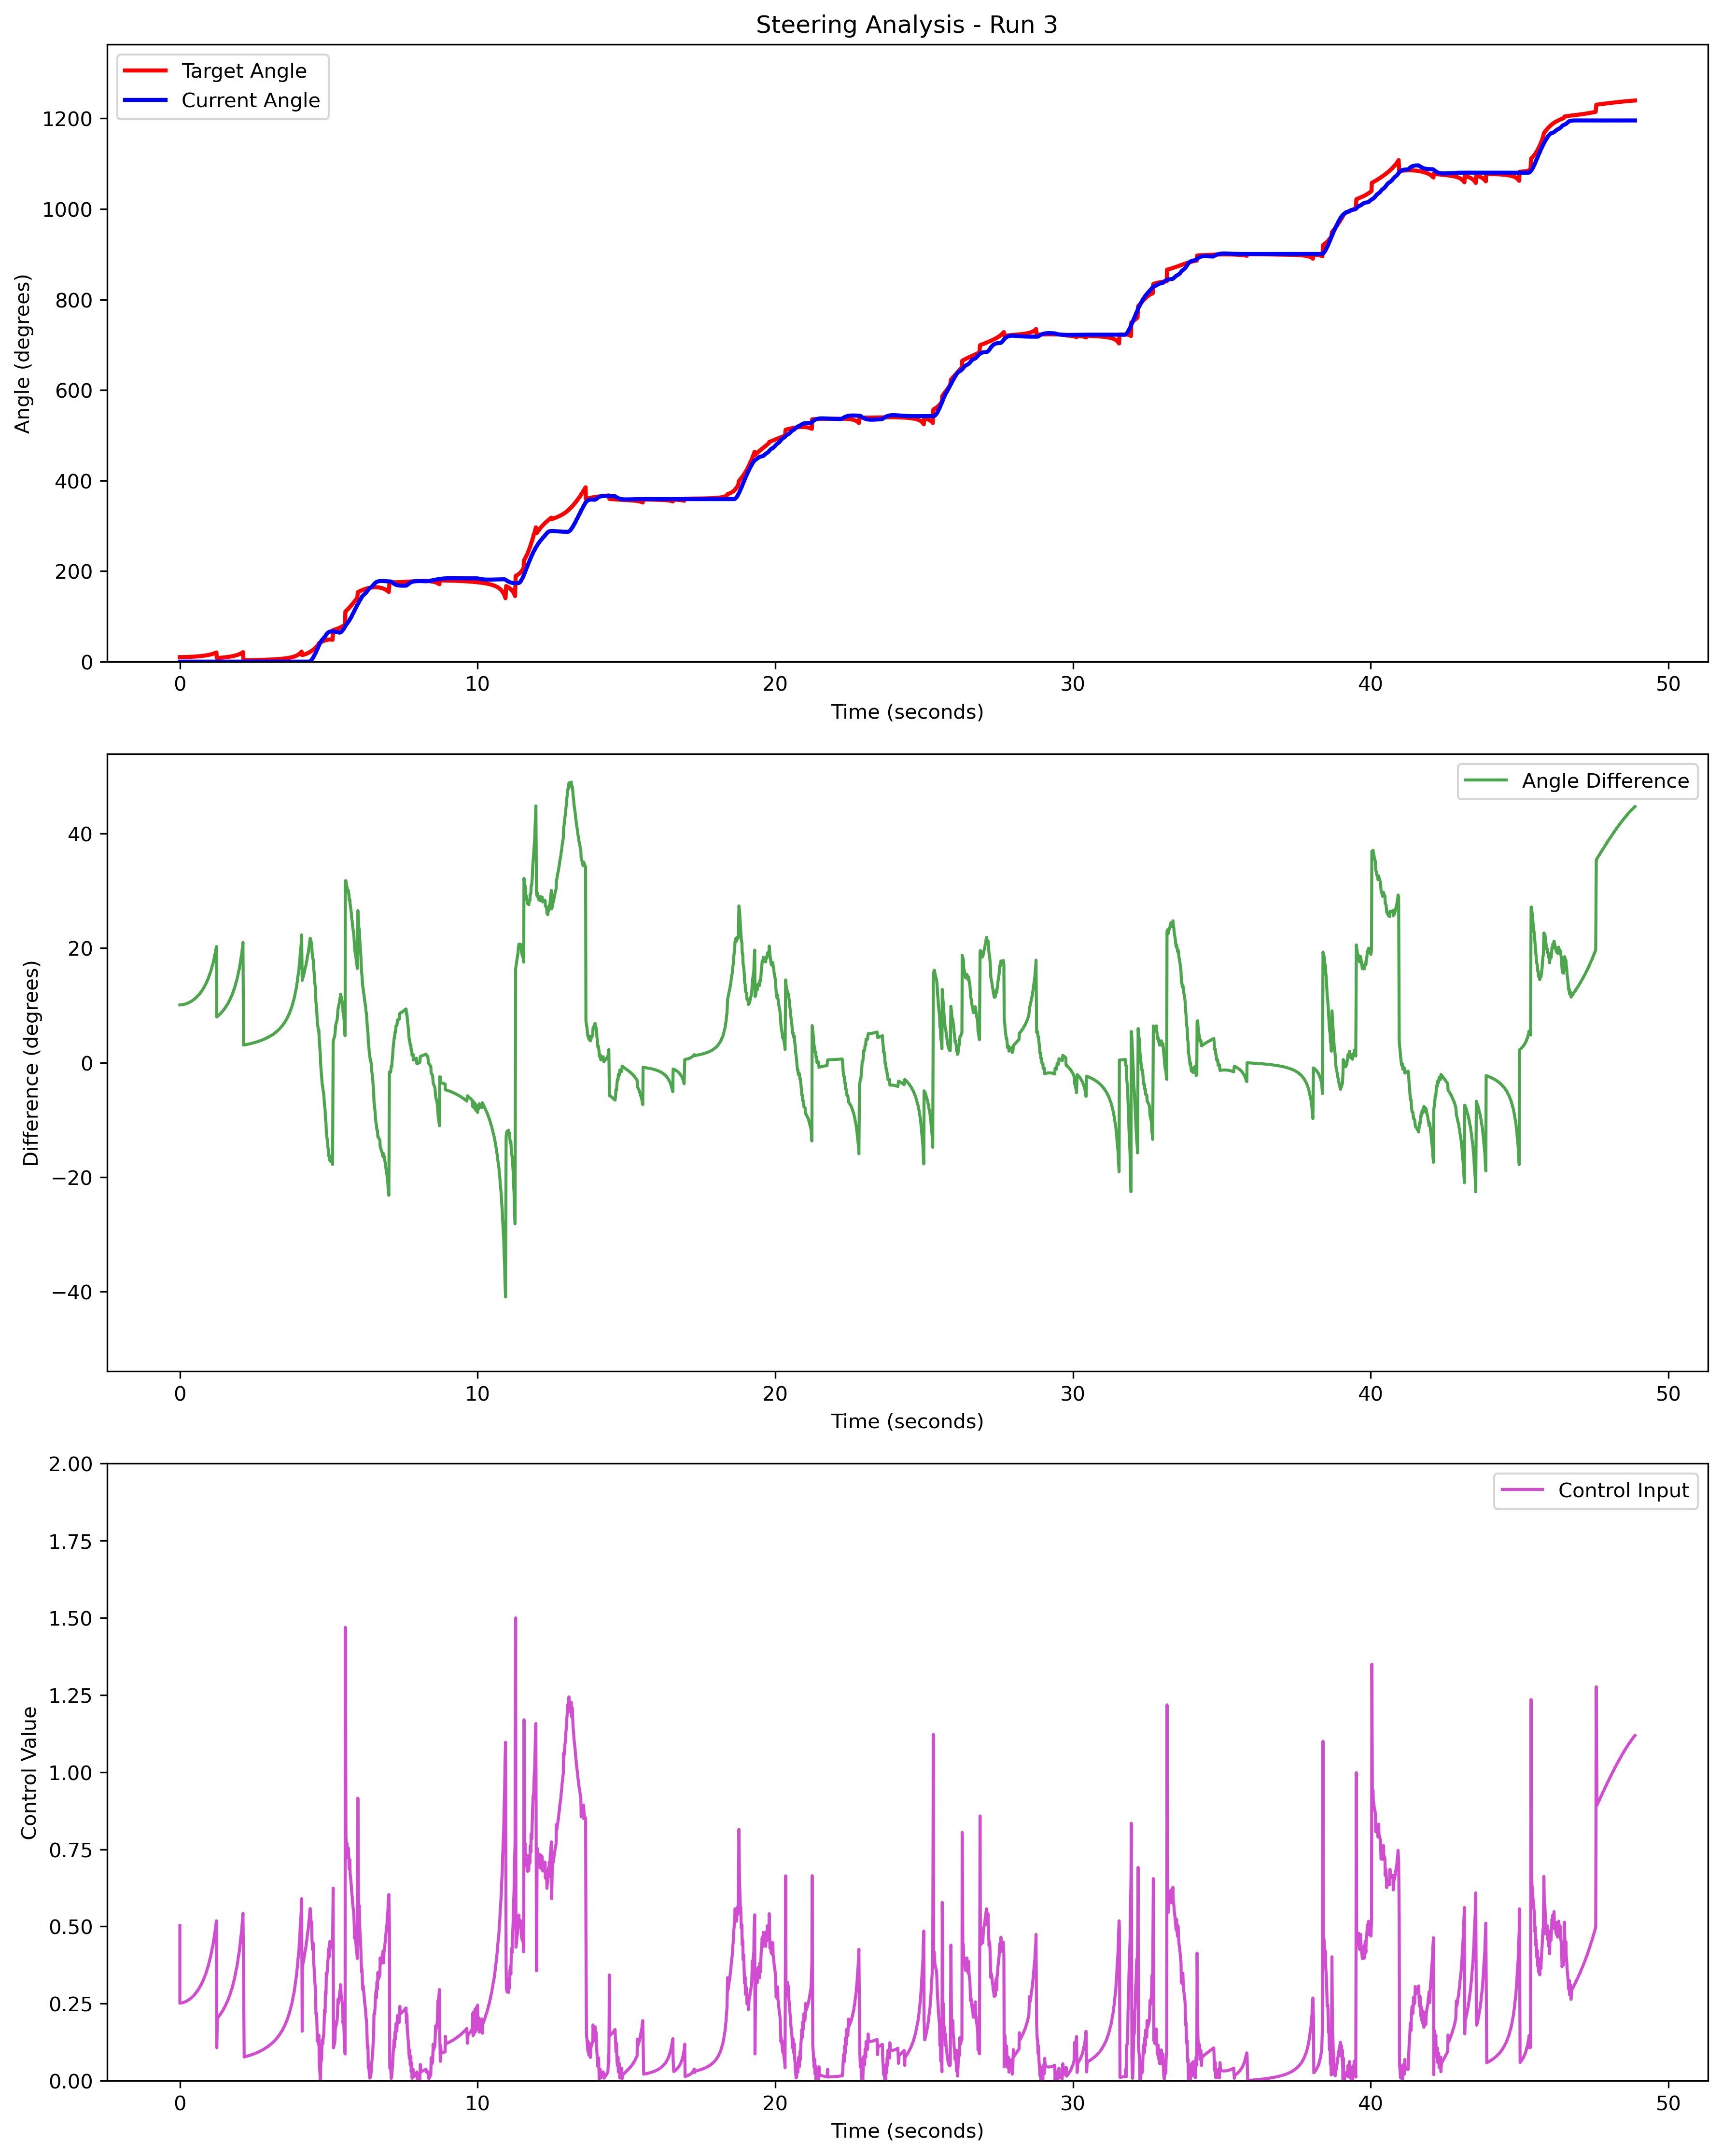 Steering Analysis - Run 3
Target Angle
Current Angle
Angle (degrees)
1200
1000
800
600
400
200
0
0 10 20 30 40 50
Time (seconds)
Angle Difference
Difference (degrees)
40
20
0
−20
−40
0 10 20 30 40 50
Time (seconds)
Control Input
Control Value
2.00
1.75
1.50
1.25
1.00
0.75
0.50
0.25
0.00
0 10 20 30 40 50
Time (seconds)